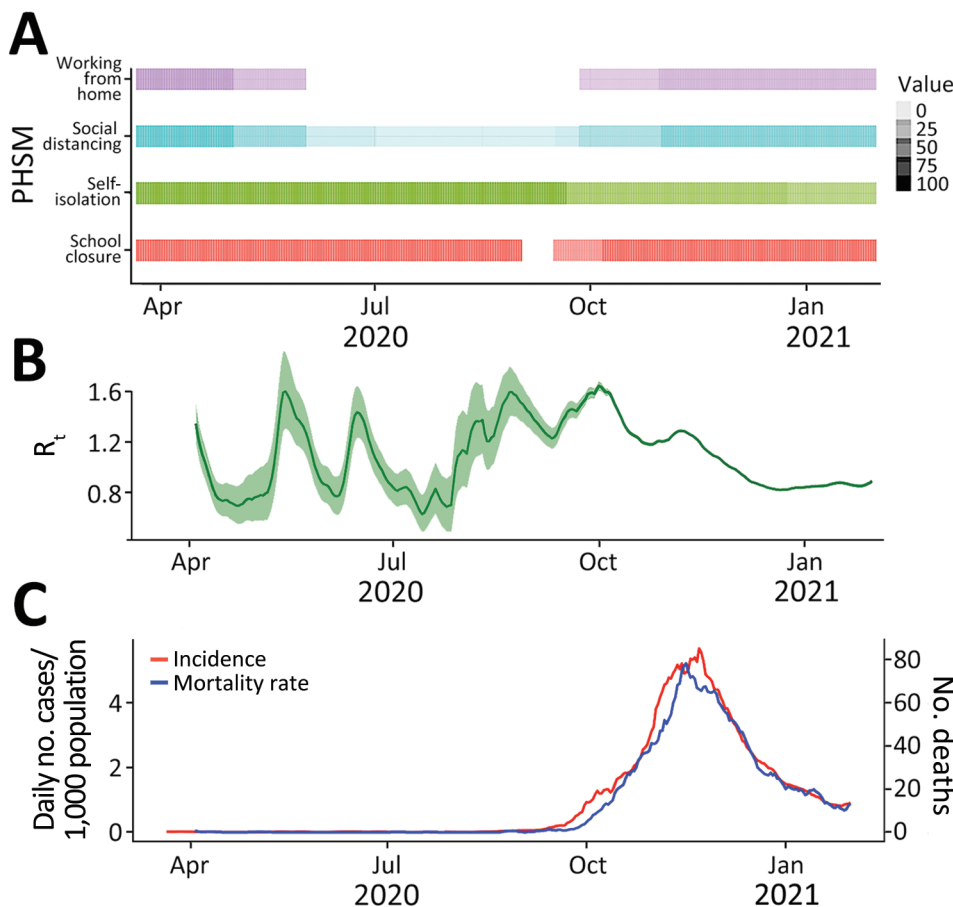 A
Working
from
home
Social
distancing
Self-
isolation
School
closure
PHSM
Value
0
25
50
75
100
Apr
Jul
Oct
Jan
2020
2021
B
1.6
1.2
0.8
Rt
Apr
Jul
Oct
Jan
2020
2021
C
Incidence
Mortality rate
Daily no. cases/
1,000 population
4
2
0
80
60
40
20
0
No. deaths
Apr
Jul
Oct
Jan
2020
2021